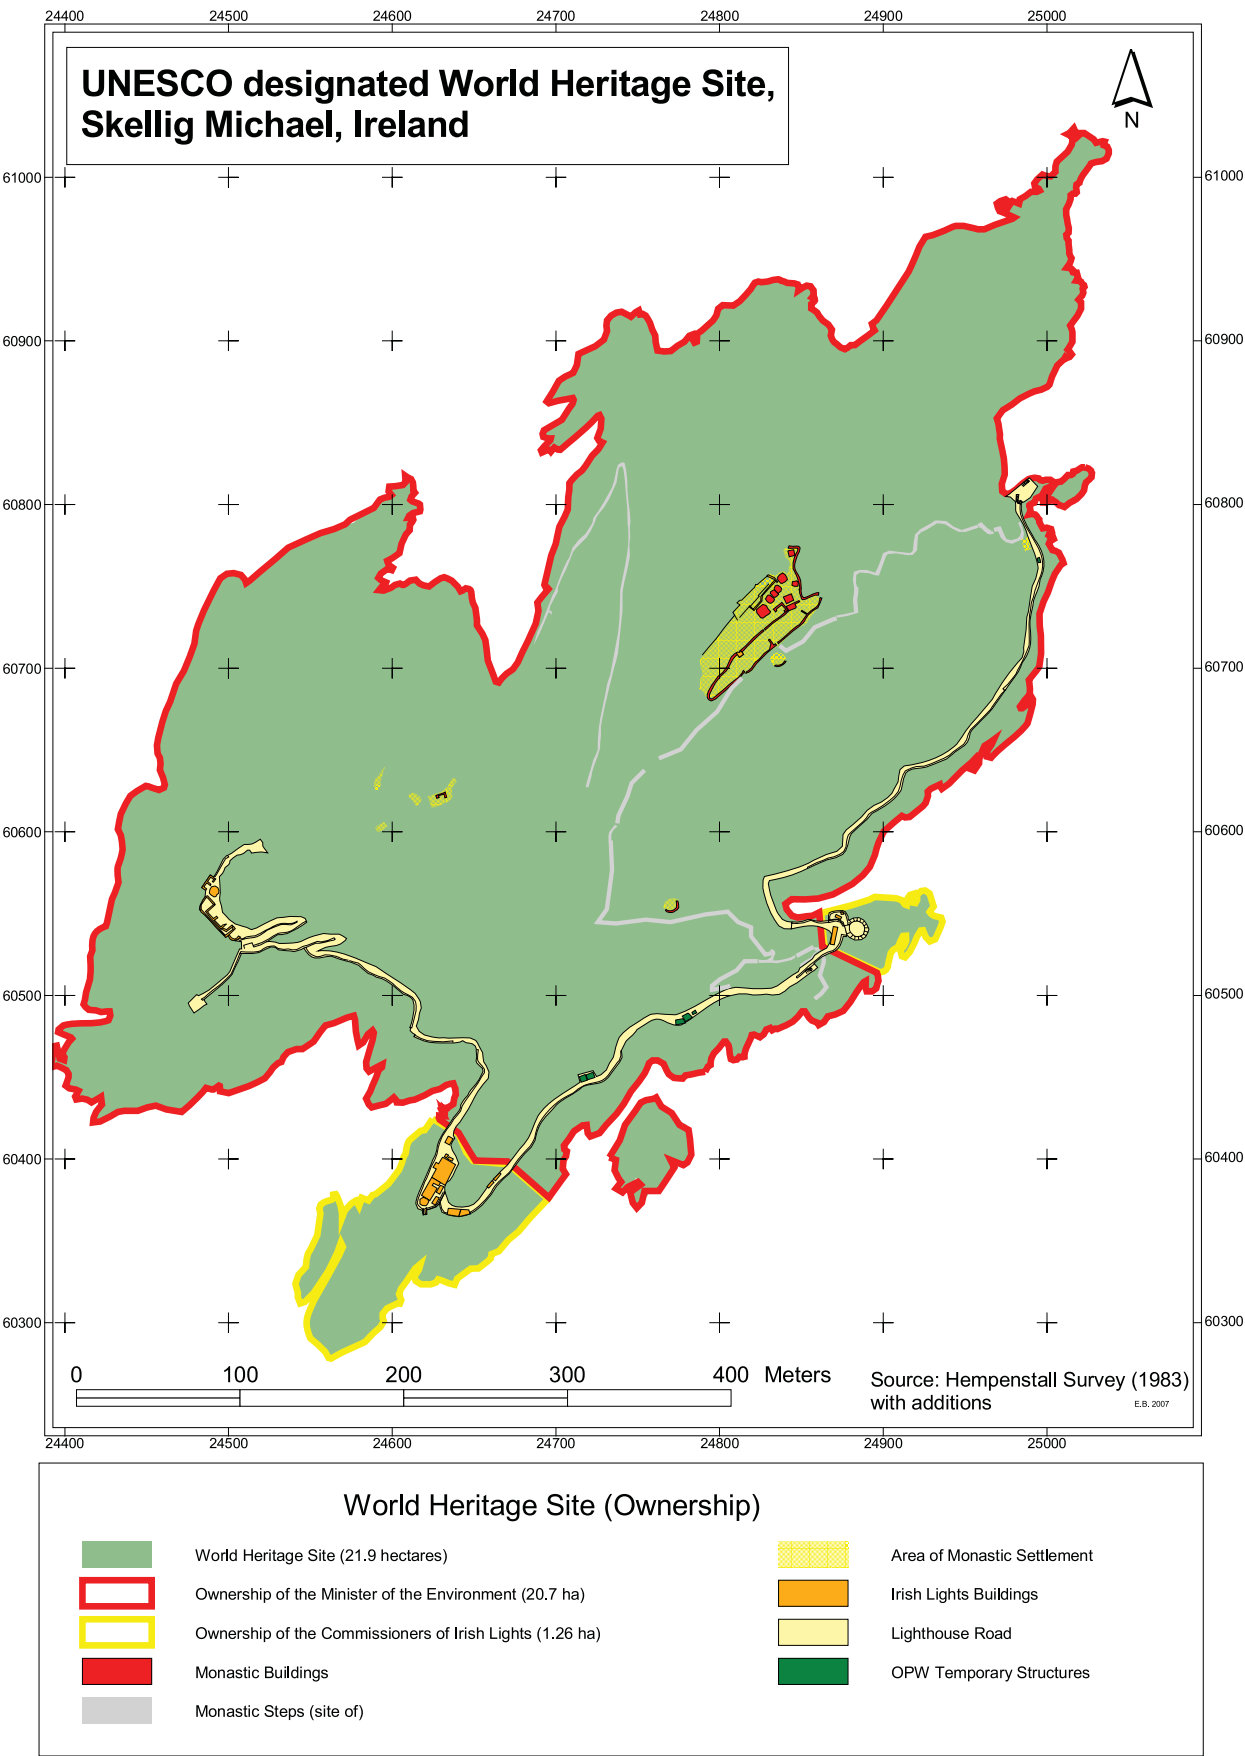 24400 24500 24600 24700 24800 24900 25000
UNESCO designated World Heritage Site,
Skellig Michael, Ireland
N
61000 61000
60900 60900
60800 60800
60700 60700
60600 60600
60500 60500
60400 60400
60300 60300
0 100 200 300 400 Meters
Source: Hempenstall Survey (1983)
with additions
E.B. 2007
24400 24500 24600 24700 24800 24900 25000
World Heritage Site (Ownership)
World Heritage Site (21.9 hectares)
Ownership of the Minister of the Environment (20.7 ha)
Ownership of the Commissioners of Irish Lights (1.26 ha)
Monastic Buildings
Monastic Steps (site of)
Area of Monastic Settlement
Irish Lights Buildings
Lighthouse Road
OPW Temporary Structures